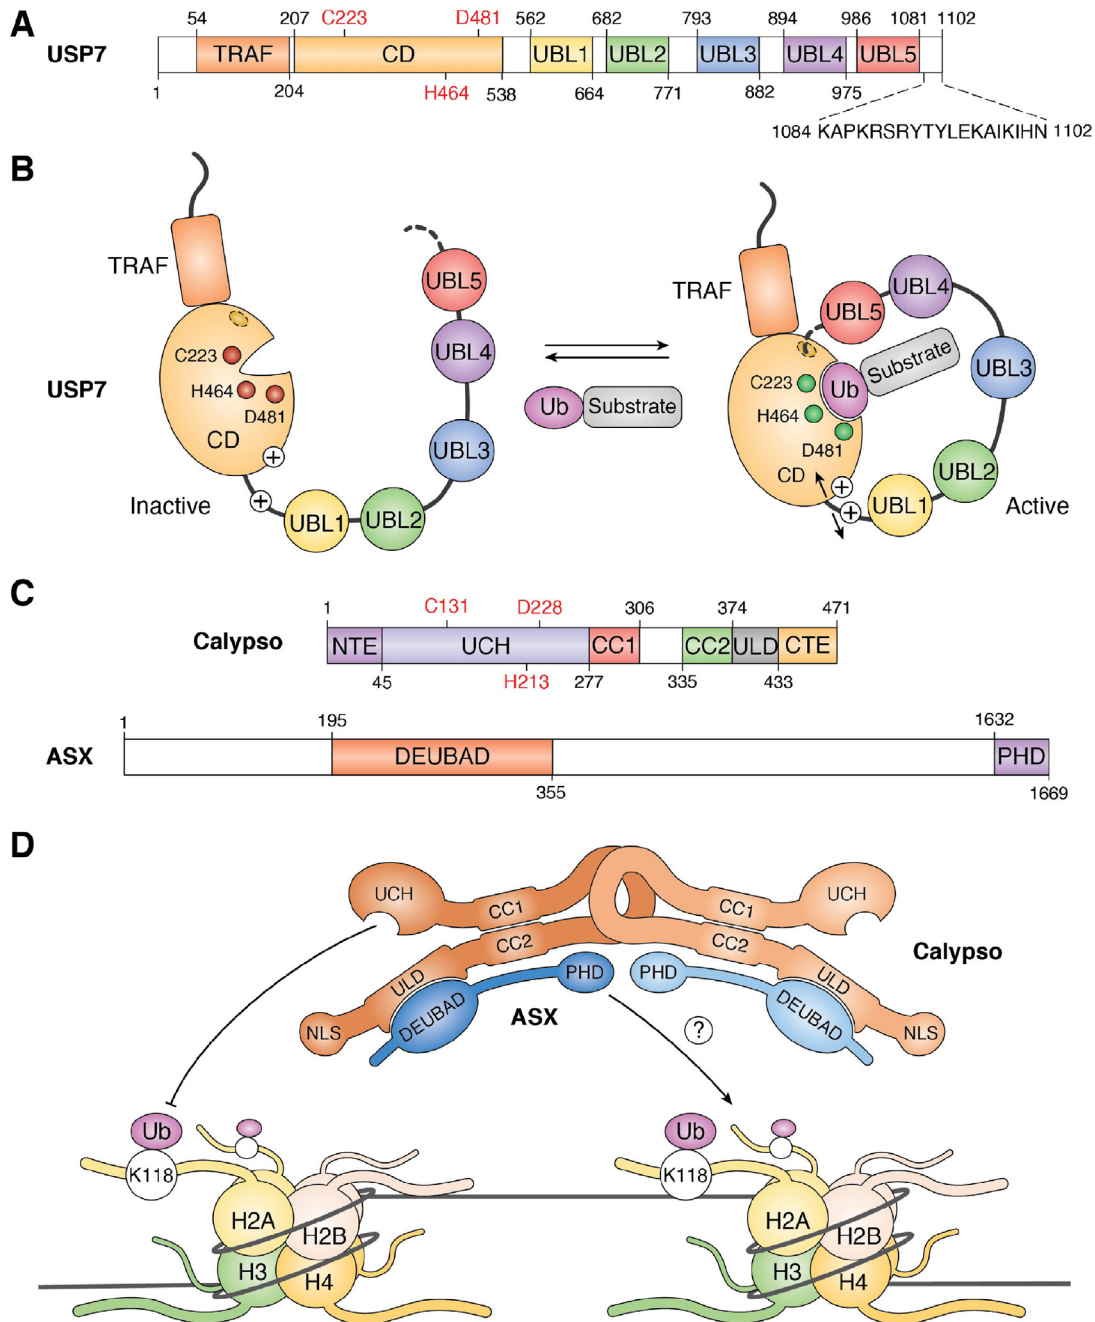 A
54 207 C223 D481 562 682 793 894 986 1081 1102
USP7 TRAF CD UBL1 UBL2 UBL3 UBL4 UBL5
1 204 H464 538 664 771 882 975
1084 KAPKRSRYTYLEKAIKIHN 1102
B
TRAF
C223
H464
D481
CD
+
+
UBL1
UBL2
UBL3
UBL4
UBL5
USP7
Inactive
Ub Substrate
TRAF
UBL5
UBL4
UBL3
UBL2
UBL1
Ub Substrate
C223
H464
D481
CD
+
+
Active
C
1 C131 D228 306 374 471
Calypso NTE UCH CC1 CC2 ULD CTE
45 H213 277 335 433
1 195 1632
ASX DEUBAD PHD
355 1669
D
UCH CC1 CC1 UCH
CC2 CC2
Calypso
ULD PHD PHD ULD
DEUBAD ASX DEUBAD
NLS ? NLS
Ub Ub
K118 K118
H2A H2B H2A H2B
H3 H4 H3 H4